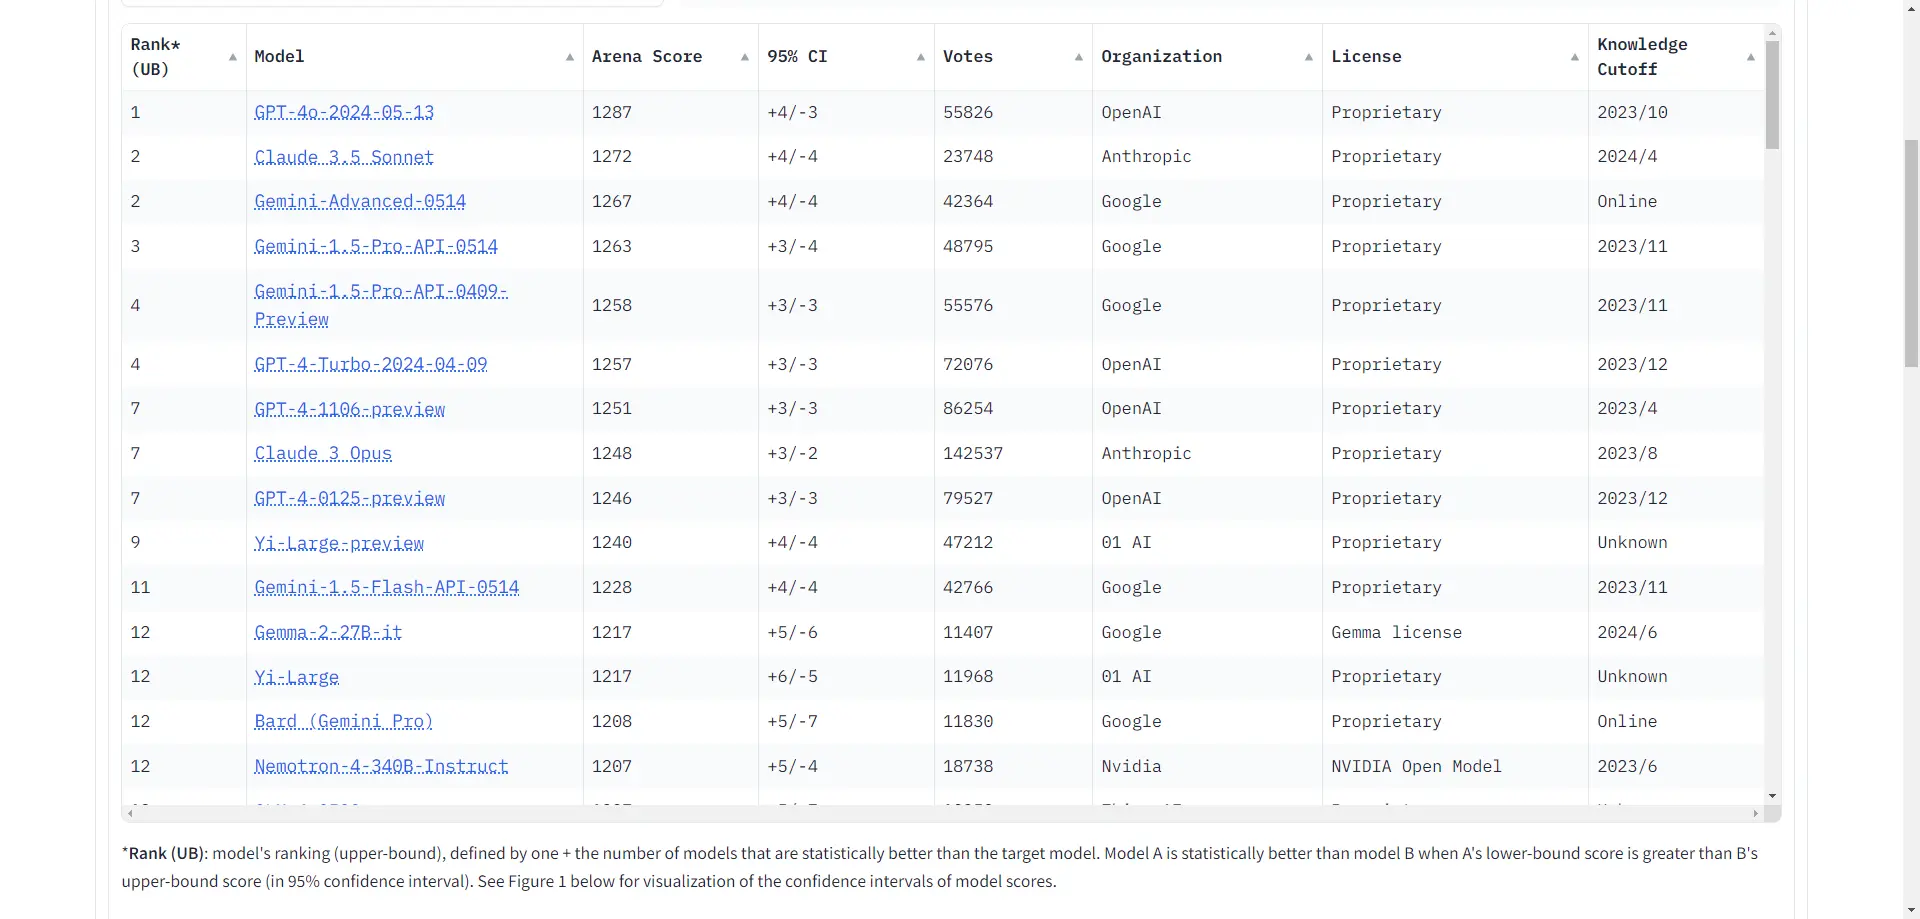 Rank* (UB) Model Arena Score 95% CI Votes Organization License Knowledge Cutoff
1 GPT-4o-2024-05-13 1287 +4/-3 55826 OpenAI Proprietary 2023/10
2 Claude 3.5 Sonnet 1272 +4/-4 23748 Anthropic Proprietary 2024/4
2 Gemini-Advanced-0514 1267 +4/-4 42364 Google Proprietary Online
3 Gemini-1.5-Pro-API-0514 1263 +3/-4 48795 Google Proprietary 2023/11
4 Gemini-1.5-Pro-API-0409-Preview 1258 +3/-3 55576 Google Proprietary 2023/11
4 GPT-4-Turbo-2024-04-09 1257 +3/-3 72076 OpenAI Proprietary 2023/12
7 GPT-4-1106-preview 1251 +3/-3 86254 OpenAI Proprietary 2023/4
7 Claude 3 Opus 1248 +3/-2 142537 Anthropic Proprietary 2023/8
7 GPT-4-0125-preview 1246 +3/-3 79527 OpenAI Proprietary 2023/12
9 Yi-Large-preview 1240 +4/-4 47212 01 AI Proprietary Unknown
11 Gemini-1.5-Flash-API-0514 1228 +4/-4 42766 Google Proprietary 2023/11
12 Gemma-2-27B-it 1217 +5/-6 11407 Google Gemma license 2024/6
12 Yi-Large 1217 +6/-5 11968 01 AI Proprietary Unknown
12 Bard (Gemini Pro) 1208 +5/-7 11830 Google Proprietary Online
12 Nemotron-4-340B-Instruct 1207 +5/-4 18738 Nvidia NVIDIA Open Model 2023/6
*Rank (UB): model's ranking (upper-bound), defined by one + the number of models that are statistically better than the target model. Model A is statistically better than model B when A's lower-bound score is greater than B's
upper-bound score (in 95% confidence interval). See Figure 1 below for visualization of the confidence intervals of model scores.